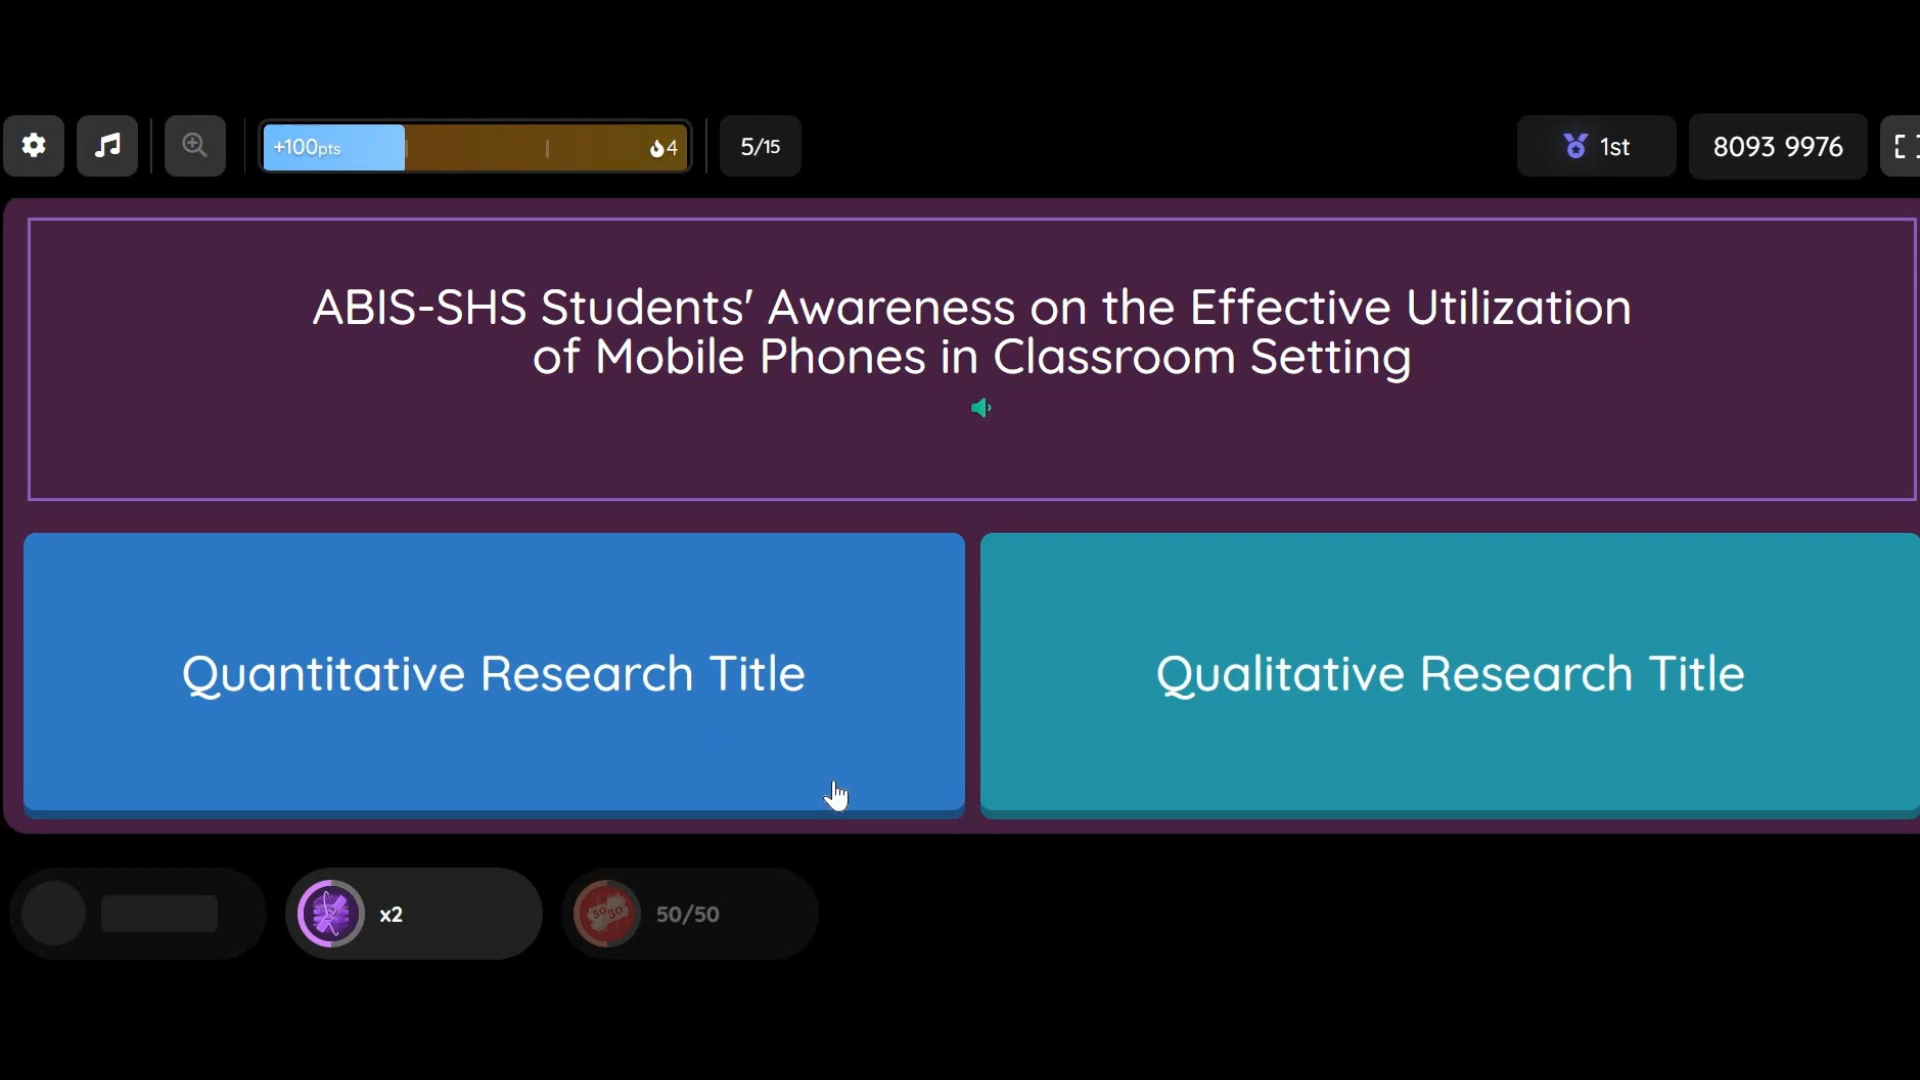 +100pts
4
5/15
1st
8093 9976
ABIS-SHS Students' Awareness on the Effective Utilization
of Mobile Phones in Classroom Setting
Quantitative Research Title
Qualitative Research Title
x2
50/50